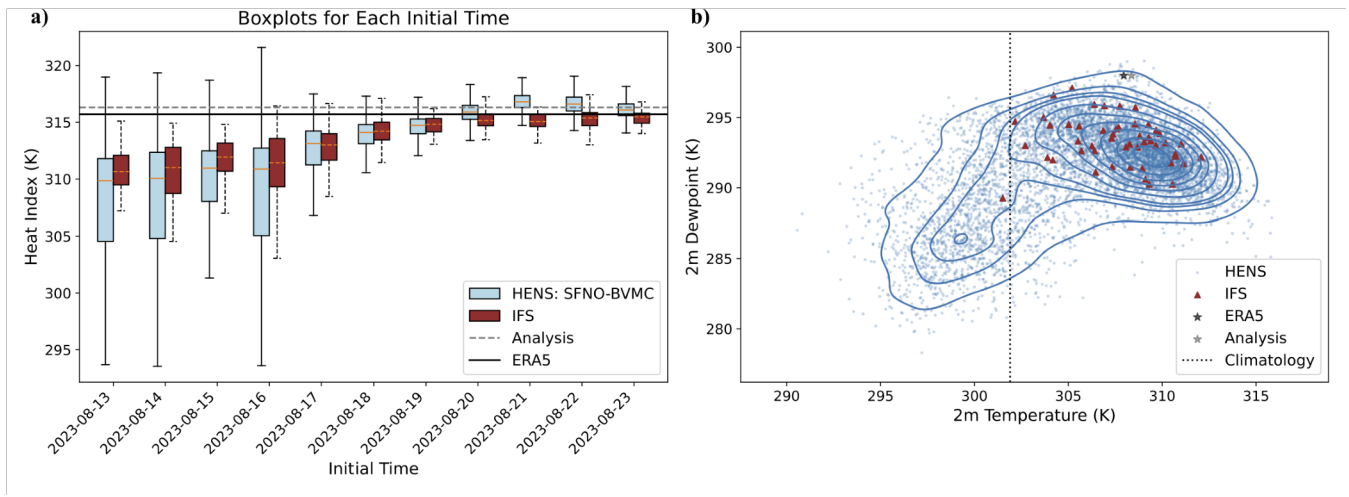 a)
Boxplots for Each Initial Time
Heat Index (K)
320
315
310
305
300
295
HENS: SFNO-BVMC
IFS
Analysis
ERA5
2023-08-13
2023-08-14
2023-08-15
2023-08-16
2023-08-17
2023-08-18
2023-08-19
2023-08-20
2023-08-21
2023-08-22
2023-08-23
Initial Time
b)
2m Dewpoint (K)
300
295
290
285
280
HENS
IFS
ERA5
Analysis
Climatology
290
295
300
305
310
315
2m Temperature (K)